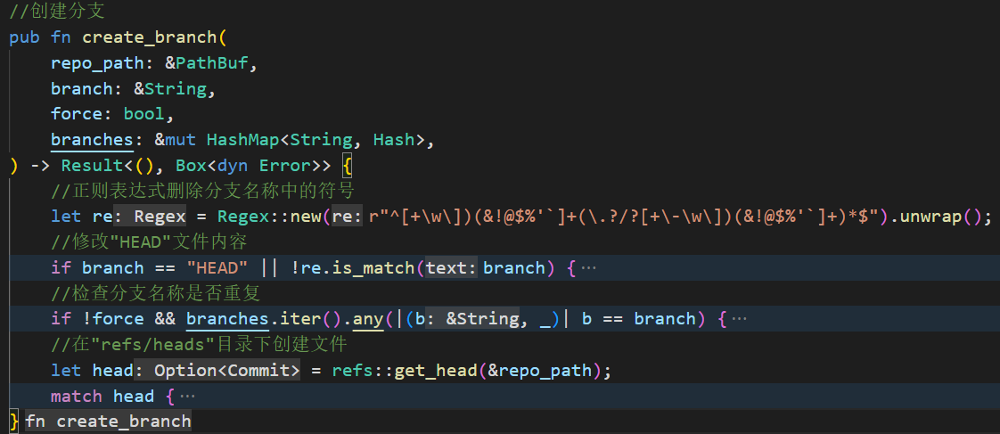 //创建分支
pub fn create_branch(
    repo_path: &PathBuf,
    branch: &String,
    force: bool,
    branches: &mut HashMap<String, Hash>,
) -> Result<(), Box<dyn Error>> {
    //正则表达式删除分支名称中的符号
    let re: Regex = Regex::new(re: r"^[+\w\])(&!@$%'`]+(\.?/?[+\-\w\])(&!@$%'`]+)*$").unwrap();
    //修改"HEAD"文件内容
    if branch == "HEAD" || !re.is_match(text: branch) {⋯
    //检查分支名称是否重复
    if !force && branches.iter().any(|(b: &String, _)| b == branch) {⋯
    //在"refs/heads"目录下创建文件
    let head: Option<Commit> = refs::get_head(&repo_path);
    match head {⋯
} fn create_branch